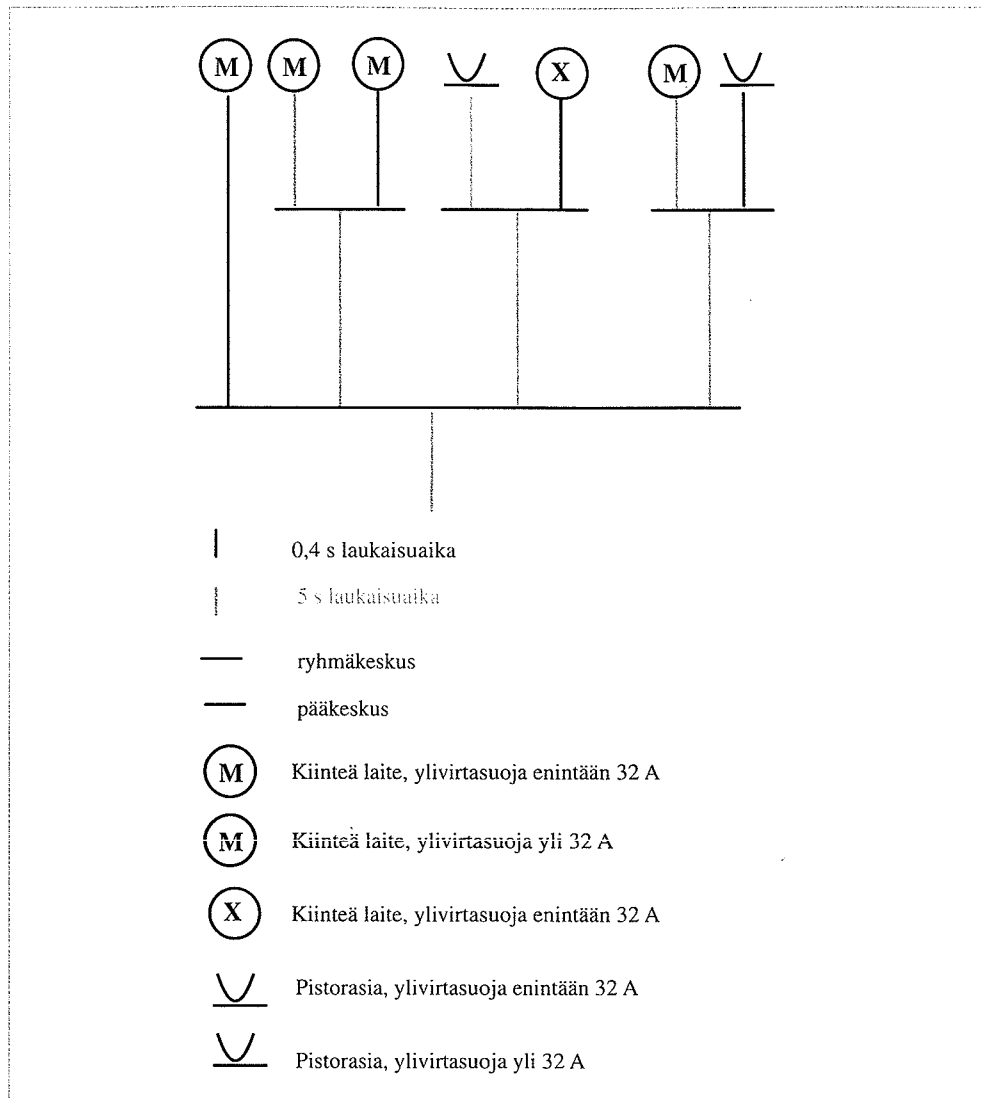 M M M X M
0,4 s laukaisuaika
5 s laukaisuaika
ryhmäkeskus
pääkeskus
M Kiinteä laite, ylivirtasuoja enintään 32 A
M Kiinteä laite, ylivirtasuoja yli 32 A
X Kiinteä laite, ylivirtasuoja enintään 32 A
Pistorasia, ylivirtasuoja enintään 32 A
Pistorasia, ylivirtasuoja yli 32 A